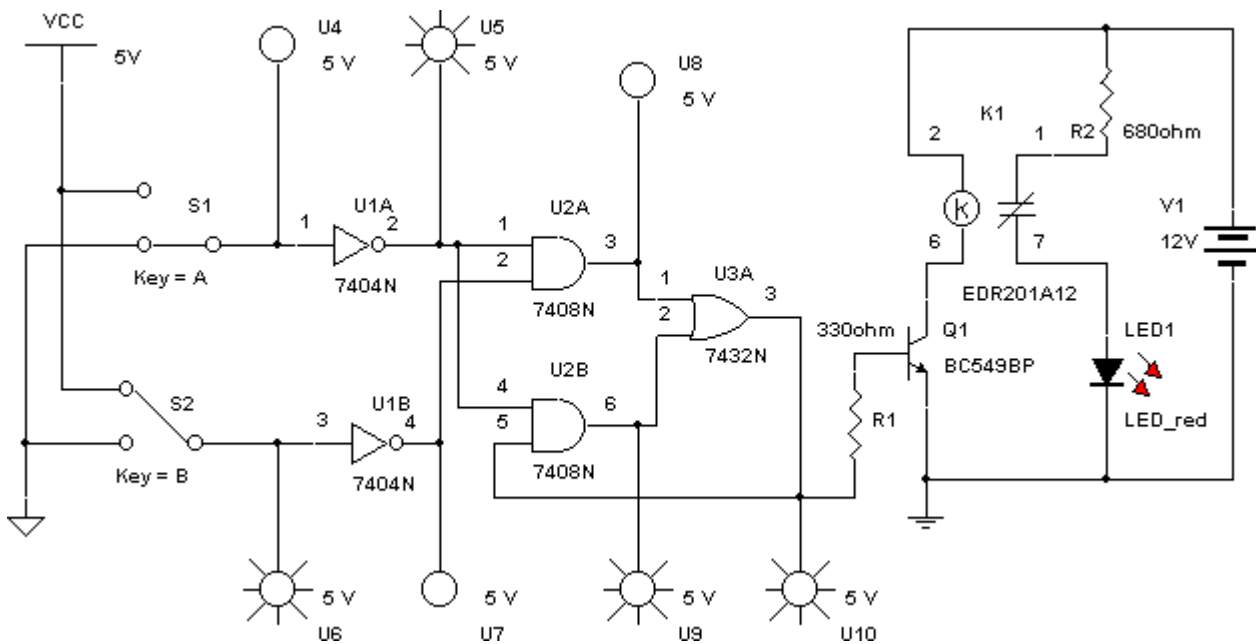 VCC
5V
U4
5 V
U5
5 V
U8
5 V
S1
Key = A
1
U1A
2
7404N
1
2
U2A
3
7408N
1
2
U3A
3
7432N
S2
Key = B
3
U1B
4
7404N
4
5
U2B
6
7408N
5 V
U6
5 V
U7
5 V
U9
5 V
U10
330ohm
R1
Q1
BC549BP
2
K1
1
K
6
7
EDR201A12
R2
680ohm
V1
12V
LED1
LED_red